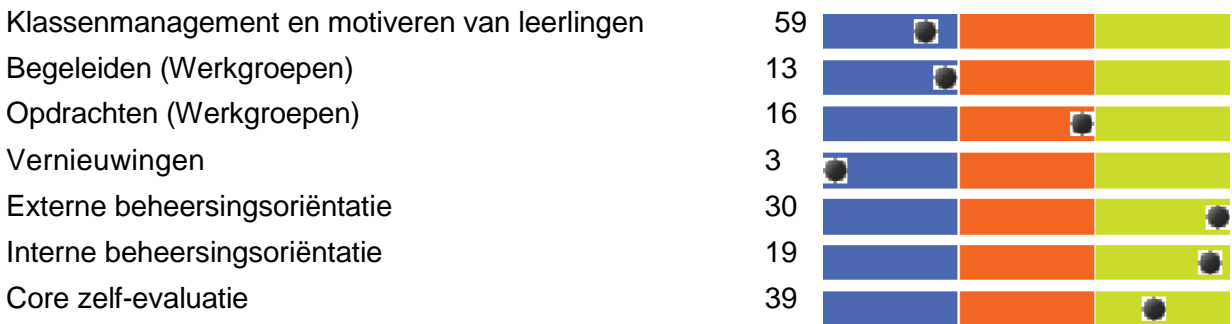 Klassenmanagement en motiveren van leerlingen 59
Begeleiden (Werkgroepen) 13
Opdrachten (Werkgroepen) 16
Vernieuwingen 3
Externe beheersingsoriëntatie 30
Interne beheersingsoriëntatie 19
Core zelf-evaluatie 39